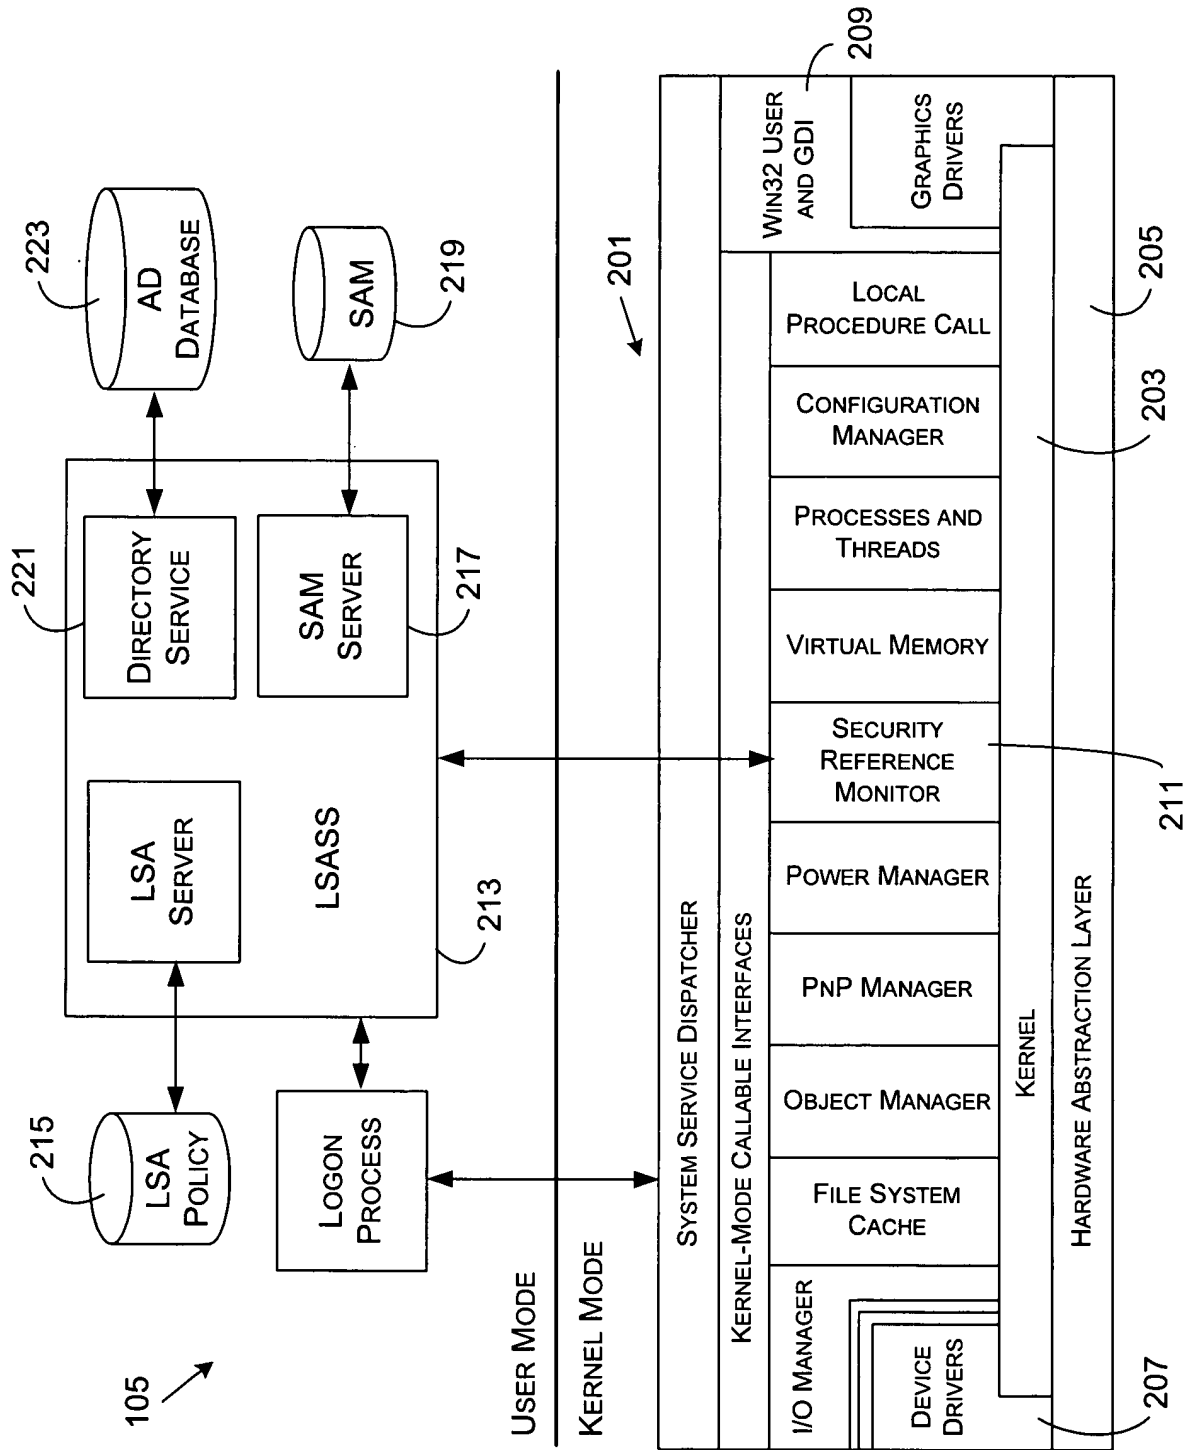 105
215
LSA
POLICY
LOGON
PROCESS
LSA
SERVER
LSASS
213
221
DIRECTORY
SERVICE
SAM
SERVER
217
223
AD
DATABASE
SAM
219
USER MODE
KERNEL MODE
201
SYSTEM SERVICE DISPATCHER
KERNEL-MODE CALLABLE INTERFACES
I/O MANAGER
DEVICE
DRIVERS
207
FILE SYSTEM
CACHE
OBJECT MANAGER
PNP MANAGER
POWER MANAGER
SECURITY
REFERENCE
MONITOR
211
VIRTUAL MEMORY
PROCESSES AND
THREADS
CONFIGURATION
MANAGER
LOCAL
PROCEDURE CALL
WIN32 USER
AND GDI
209
GRAPHICS
DRIVERS
KERNEL
203
HARDWARE ABSTRACTION LAYER
205